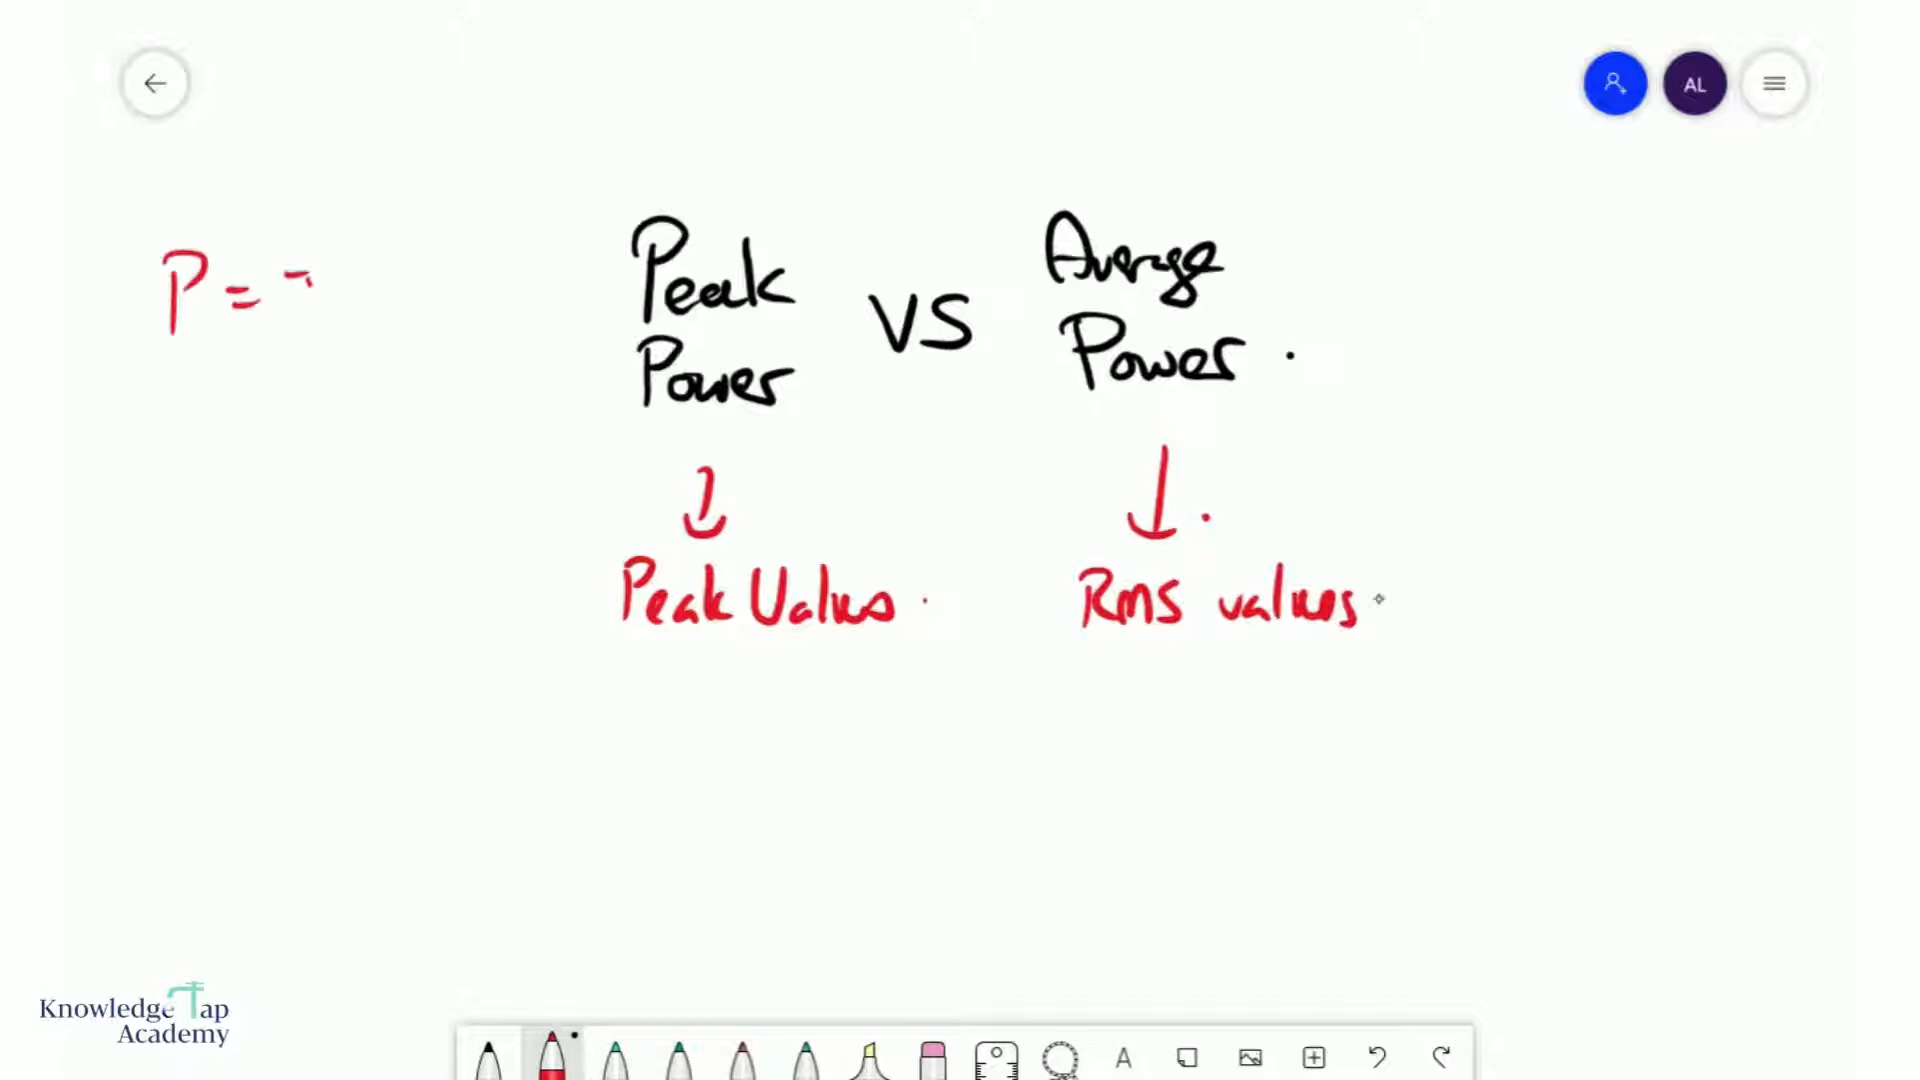 AL
P =
Peak
Power
VS
Average
Power.
Peak Values.
Rms values.
Knowledge Tap
Academy
A